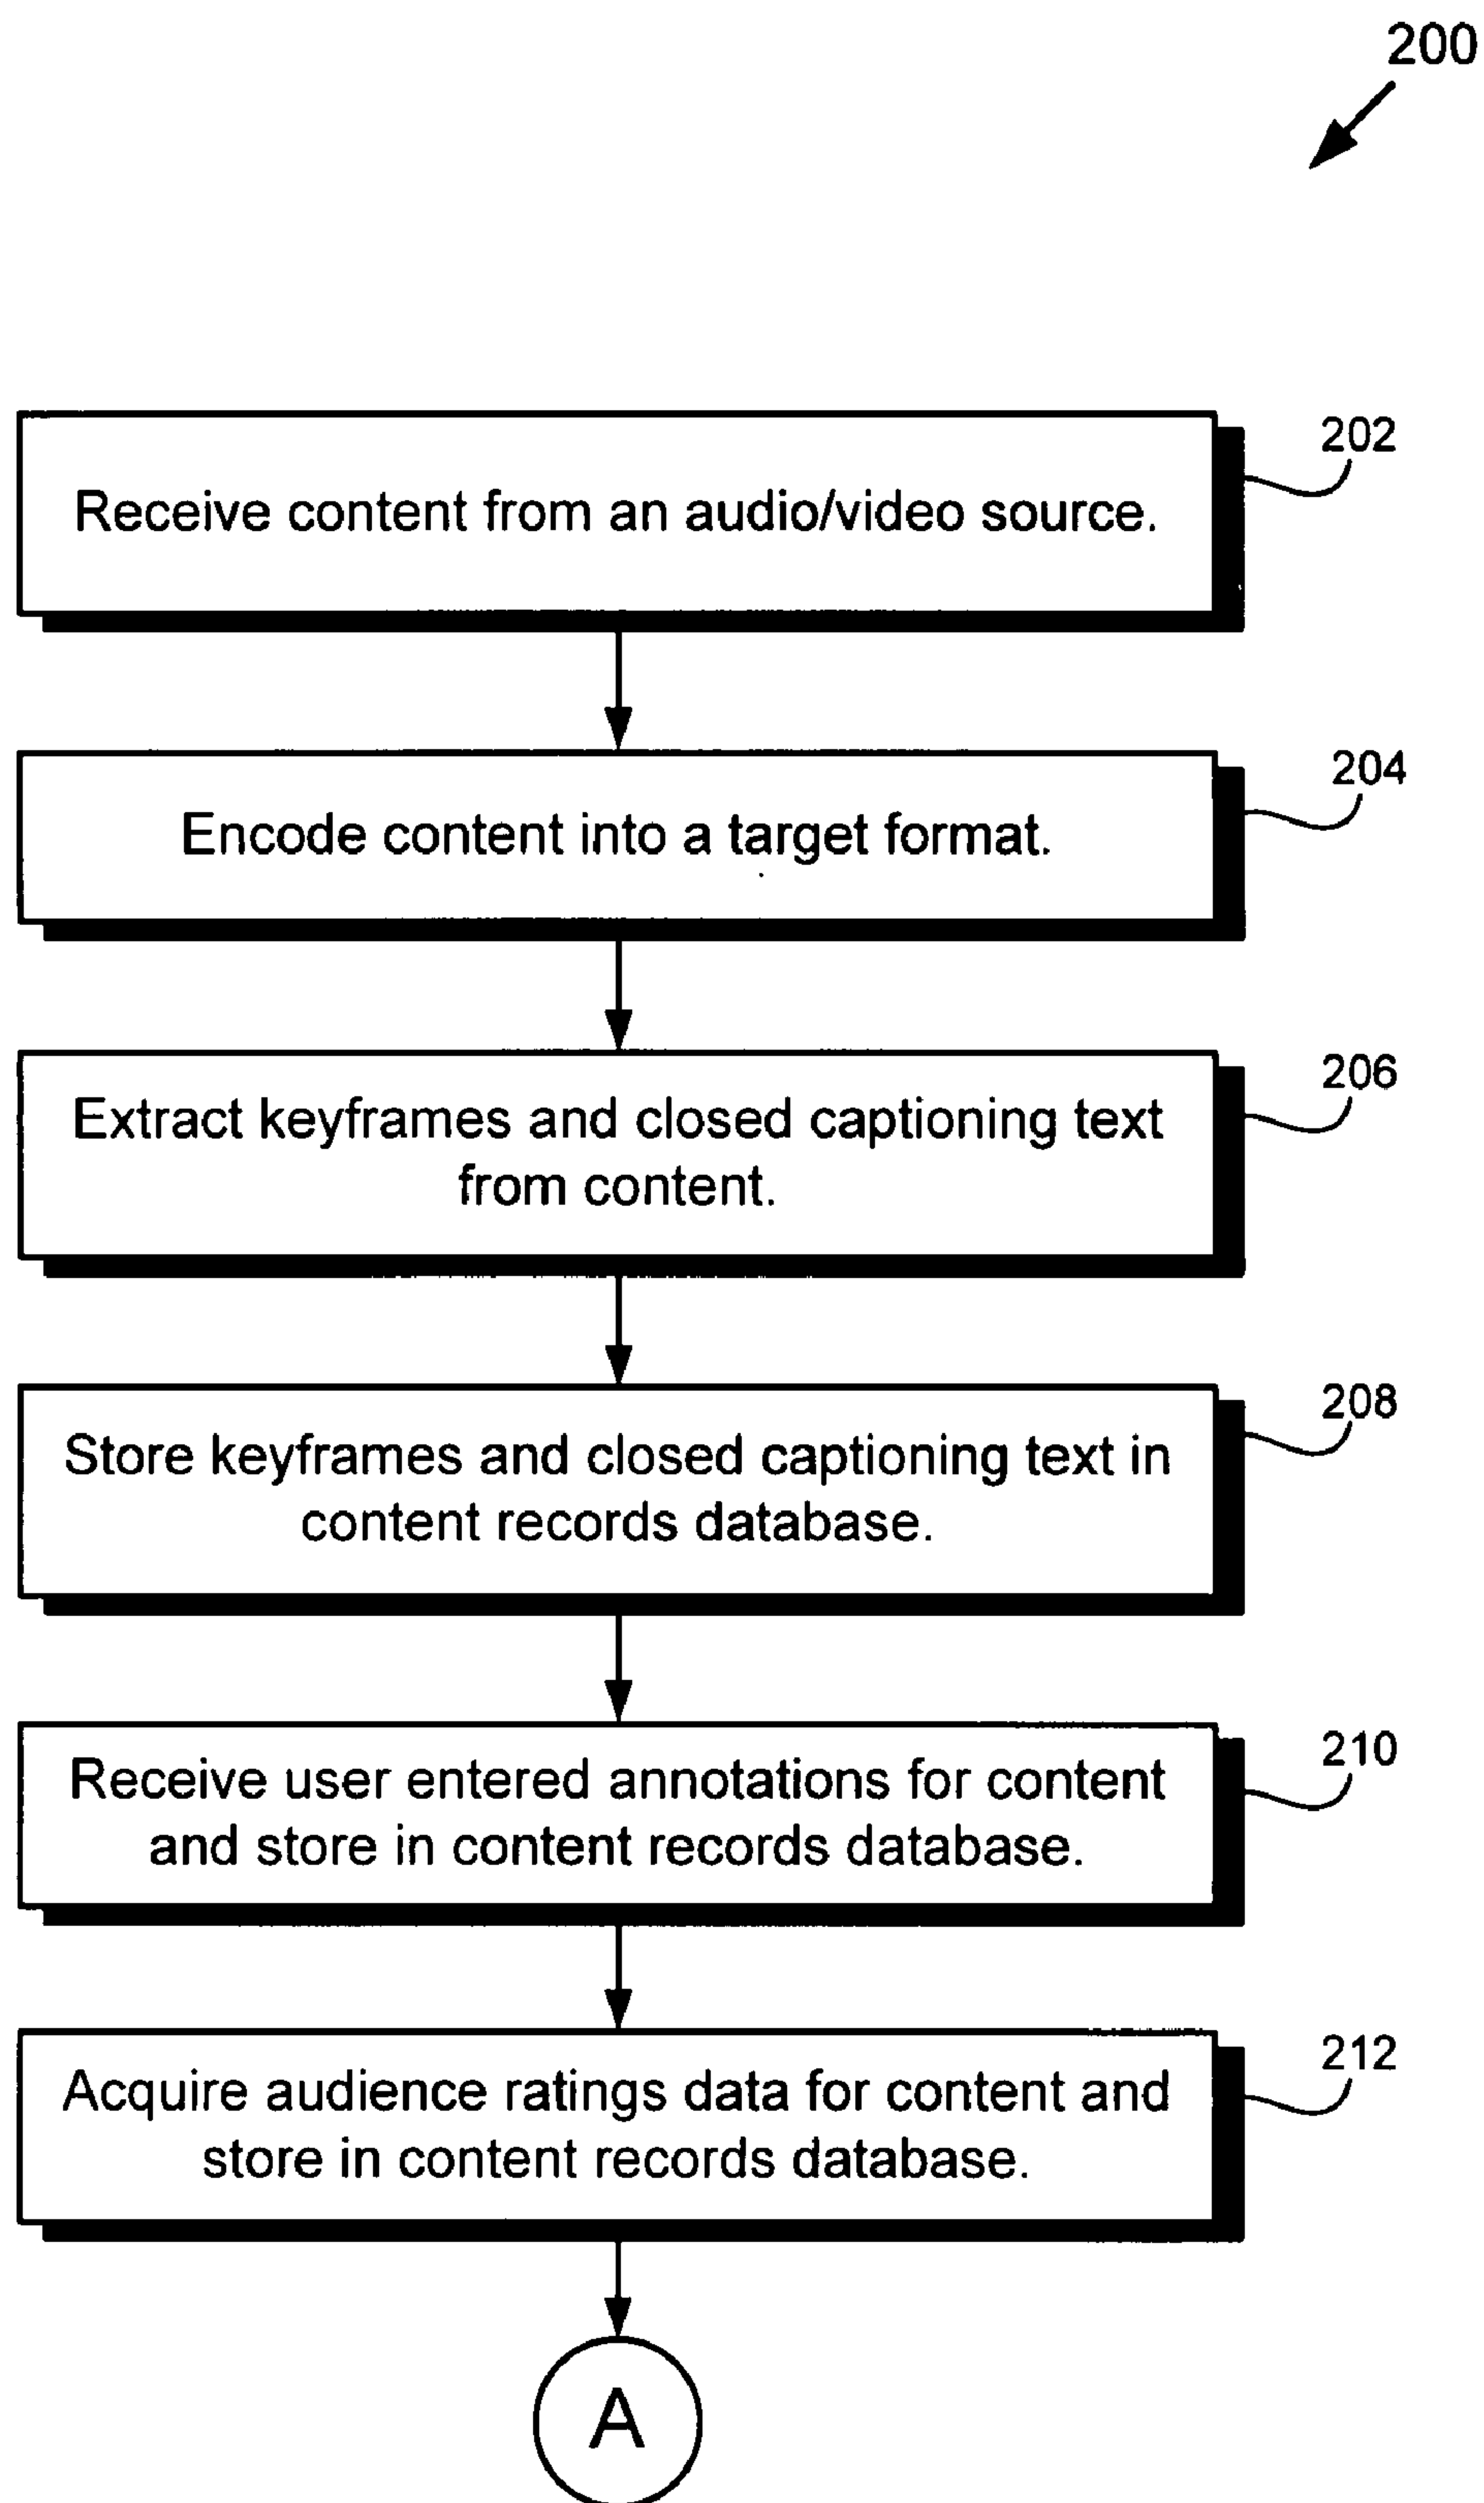 200
Receive content from an audio/video source.
202
Encode content into a target format.
204
Extract keyframes and closed captioning text
from content.
206
Store keyframes and closed captioning text in
content records database.
208
Receive user entered annotations for content
and store in content records database.
210
Acquire audience ratings data for content and
store in content records database.
212
A